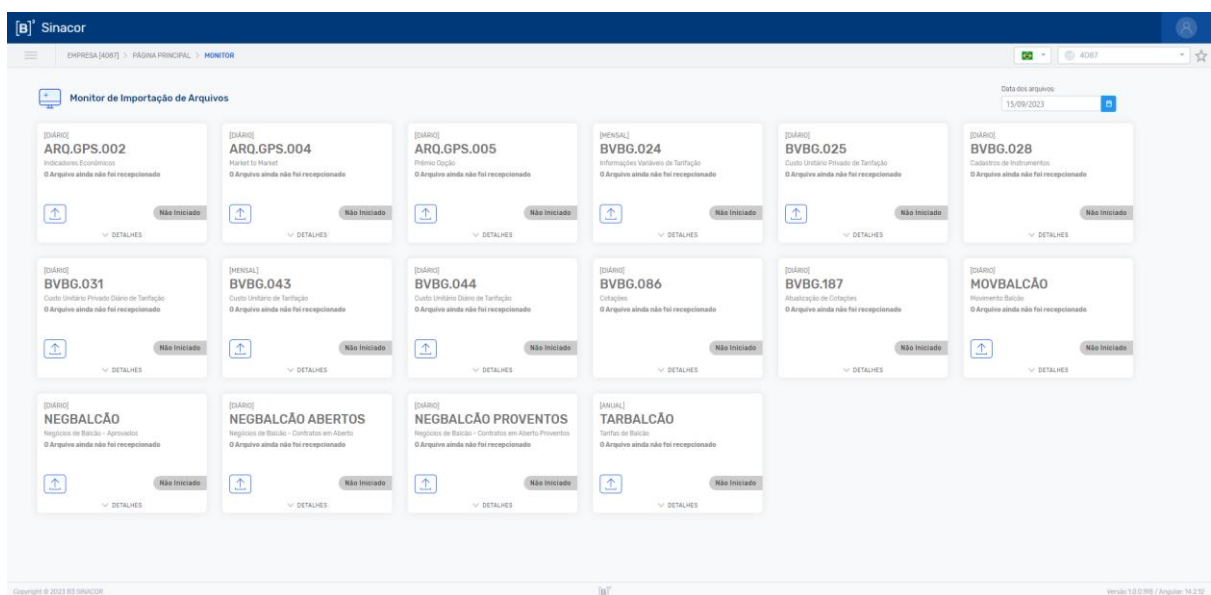 [B]³ Sinacor
EMPRESA [4087] > PÁGINA PRINCIPAL > MONITOR
4087
Monitor de Importação de Arquivos
Data dos arquivos:
15/09/2023
[DIÁRIO]
ARQ.GPS.002
Indicadores Econômicos
O Arquivo ainda não foi recepcionado
Não Iniciado
DETALHES
[DIÁRIO]
ARQ.GPS.004
Market to Market
O Arquivo ainda não foi recepcionado
Não Iniciado
DETALHES
[DIÁRIO]
ARQ.GPS.005
Prêmio Opção
O Arquivo ainda não foi recepcionado
Não Iniciado
DETALHES
[MENSAL]
BVBG.024
Informações Variáveis de Tarifação
O Arquivo ainda não foi recepcionado
Não Iniciado
DETALHES
[DIÁRIO]
BVBG.025
Custo Unitário Privado de Tarifação
O Arquivo ainda não foi recepcionado
Não Iniciado
DETALHES
[DIÁRIO]
BVBG.028
Cadastros de Instrumentos
O Arquivo ainda não foi recepcionado
Não Iniciado
DETALHES
[DIÁRIO]
BVBG.031
Custo Unitário Privado Diário de Tarifação
O Arquivo ainda não foi recepcionado
Não Iniciado
DETALHES
[MENSAL]
BVBG.043
Custo Unitário de Tarifação
O Arquivo ainda não foi recepcionado
Não Iniciado
DETALHES
[DIÁRIO]
BVBG.044
Custo Unitário Diário de Tarifação
O Arquivo ainda não foi recepcionado
Não Iniciado
DETALHES
[DIÁRIO]
BVBG.086
Cotações
O Arquivo ainda não foi recepcionado
Não Iniciado
DETALHES
[DIÁRIO]
BVBG.187
Atualização de Cotações
O Arquivo ainda não foi recepcionado
Não Iniciado
DETALHES
[DIÁRIO]
MOVBALCÃO
Movimento Balcão
O Arquivo ainda não foi recepcionado
Não Iniciado
DETALHES
[DIÁRIO]
NEGBALCÃO
Negócios de Balcão - Aprovados
O Arquivo ainda não foi recepcionado
Não Iniciado
DETALHES
[DIÁRIO]
NEGBALCÃO ABERTOS
Negócios de Balcão - Contratos em Aberto
O Arquivo ainda não foi recepcionado
Não Iniciado
DETALHES
[DIÁRIO]
NEGBALCÃO PROVENTOS
Negócios de Balcão - Contratos em Aberto Proventos
O Arquivo ainda não foi recepcionado
Não Iniciado
DETALHES
[ANUAL]
TARBALCÃO
Tarifas de Balcão
O Arquivo ainda não foi recepcionado
Não Iniciado
DETALHES
Copyright © 2023 B3 SINACOR
[B]³
Versão 1.0.0.198 / Angular: 14.2.12